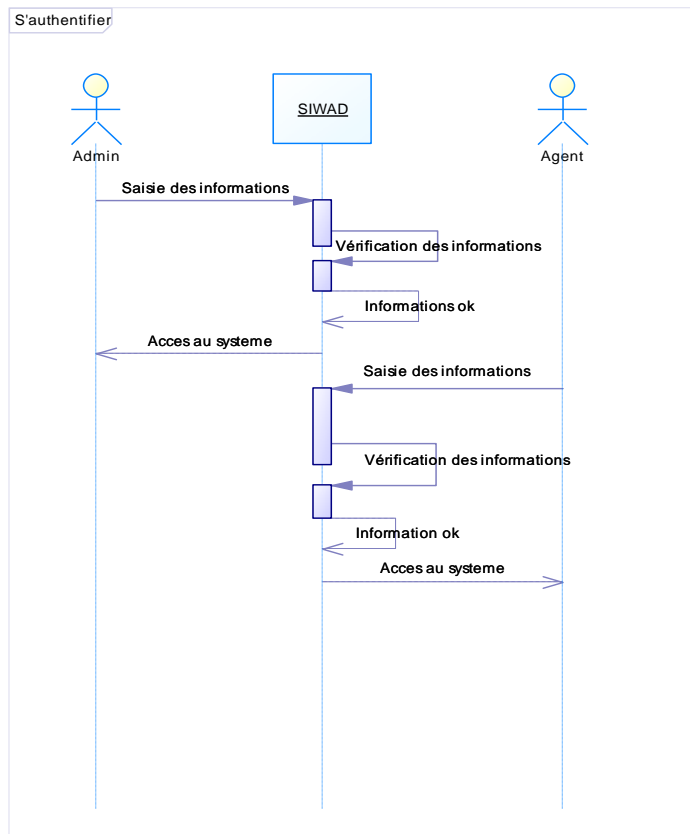 S'authentifier
SIWAD
Admin
Agent
Saisie des informations
Vérification des informations
Informations ok
Acces au systeme
Saisie des informations
Vérification des informations
Information ok
Acces au systeme